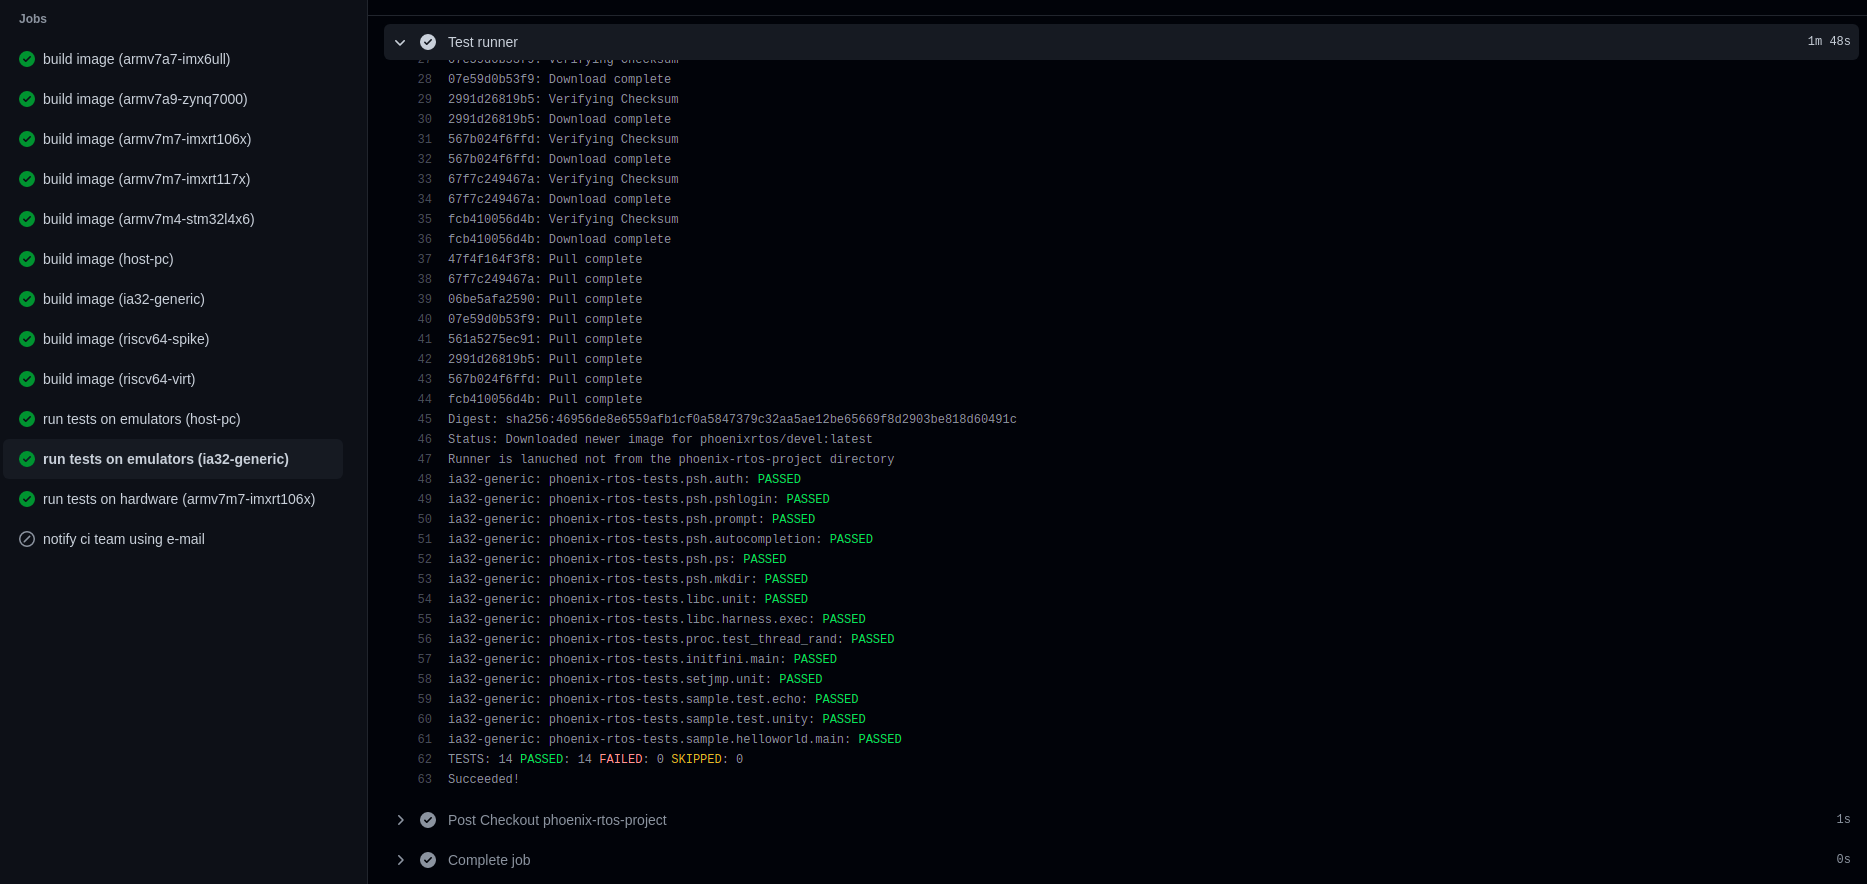 Jobs
build image (armv7a7-imx6ull)
build image (armv7a9-zynq7000)
build image (armv7m7-imxrt106x)
build image (armv7m7-imxrt117x)
build image (armv7m4-stm32l4x6)
build image (host-pc)
build image (ia32-generic)
build image (riscv64-spike)
build image (riscv64-virt)
run tests on emulators (host-pc)
run tests on emulators (ia32-generic)
run tests on hardware (armv7m7-imxrt106x)
notify ci team using e-mail
Test runner 1m 48s
27 07e59d0b53f9: Verifying Checksum
28 07e59d0b53f9: Download complete
29 2991d26819b5: Verifying Checksum
30 2991d26819b5: Download complete
31 567b024f6ffd: Verifying Checksum
32 567b024f6ffd: Download complete
33 67f7c249467a: Verifying Checksum
34 67f7c249467a: Download complete
35 fcb410056d4b: Verifying Checksum
36 fcb410056d4b: Download complete
37 47f4f164f3f8: Pull complete
38 67f7c249467a: Pull complete
39 06be5afa2590: Pull complete
40 07e59d0b53f9: Pull complete
41 561a5275ec91: Pull complete
42 2991d26819b5: Pull complete
43 567b024f6ffd: Pull complete
44 fcb410056d4b: Pull complete
45 Digest: sha256:46956de8e6559afb1cf0a5847379c32aa5ae12be65669f8d2903be818d60491c
46 Status: Downloaded newer image for phoenixrtos/devel:latest
47 Runner is lanuched not from the phoenix-rtos-project directory
48 ia32-generic: phoenix-rtos-tests.psh.auth: PASSED
49 ia32-generic: phoenix-rtos-tests.psh.pshlogin: PASSED
50 ia32-generic: phoenix-rtos-tests.psh.prompt: PASSED
51 ia32-generic: phoenix-rtos-tests.psh.autocompletion: PASSED
52 ia32-generic: phoenix-rtos-tests.psh.ps: PASSED
53 ia32-generic: phoenix-rtos-tests.psh.mkdir: PASSED
54 ia32-generic: phoenix-rtos-tests.libc.unit: PASSED
55 ia32-generic: phoenix-rtos-tests.libc.harness.exec: PASSED
56 ia32-generic: phoenix-rtos-tests.proc.test_thread_rand: PASSED
57 ia32-generic: phoenix-rtos-tests.initfini.main: PASSED
58 ia32-generic: phoenix-rtos-tests.setjmp.unit: PASSED
59 ia32-generic: phoenix-rtos-tests.sample.test.echo: PASSED
60 ia32-generic: phoenix-rtos-tests.sample.test.unity: PASSED
61 ia32-generic: phoenix-rtos-tests.sample.helloworld.main: PASSED
62 TESTS: 14 PASSED: 14 FAILED: 0 SKIPPED: 0
63 Succeeded!
Post Checkout phoenix-rtos-project 1s
Complete job 0s